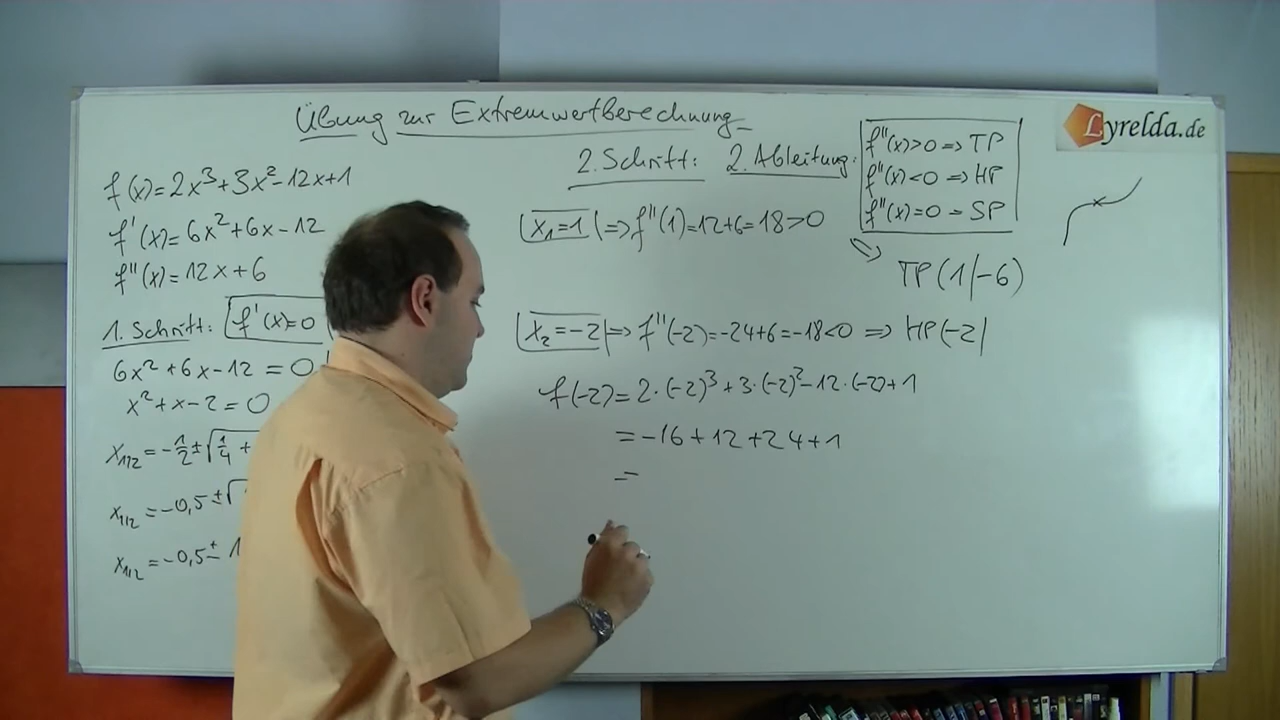 Übung zur Extremwertberechnung
Lyrelda.de
f(x)=2x³+3x²-12x+1
f'(x)=6x²+6x-12
f''(x)=12x+6
1. Schritt: f'(x)=0
6x²+6x-12=0
x²+x-2=0
x₁/₂=-1/2±√1/4+
x₁/₂=-0,5±√
x₁/₂=-0,5±1
2. Schritt: 2. Ableitung:
f''(x)>0 => TP
f''(x)<0 => HP
f''(x)=0 = SP
x₁=1 => f''(1)=12+6=18>0
=> TP(1|-6)
x₂=-2 => f''(-2)=-24+6=-18<0 => HP(-2|
f(-2)=2·(-2)³+3·(-2)²-12·(-2)+1
=-16+12+24+1
=